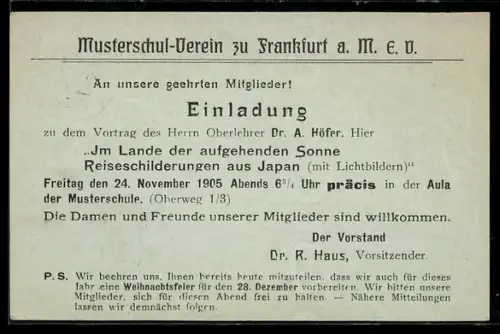 Musterschul-Verein zu Frankfurt a. M. E. V.
An unsere geehrten Mitglieder!
Einladung
zu dem Vortrag des Herrn Oberlehrer Dr. A. Höfer, Hier
„Jm Lande der aufgehenden Sonne
Reiseschilderungen aus Japan (mit Lichtbildern)“
Freitag den 24. November 1905 Abends 6³/₄ Uhr präcis in der Aula
der Musterschule. (Oberweg 1/3)
Die Damen und Freunde unserer Mitglieder sind willkommen.
Der Vorstand
Dr. R. Haus, Vorsitzender.
P. S. Wir beehren uns, Ihnen bereits heute mitzuteilen, dass wir auch für dieses
Jahr eine Weihnachtsfeier für den 28. Dezember vorbereiten. Wir bitten unsere
Mitglieder, sich für diesen Abend frei zu halten. — Nähere Mitteilungen
lassen wir demnächst folgen.